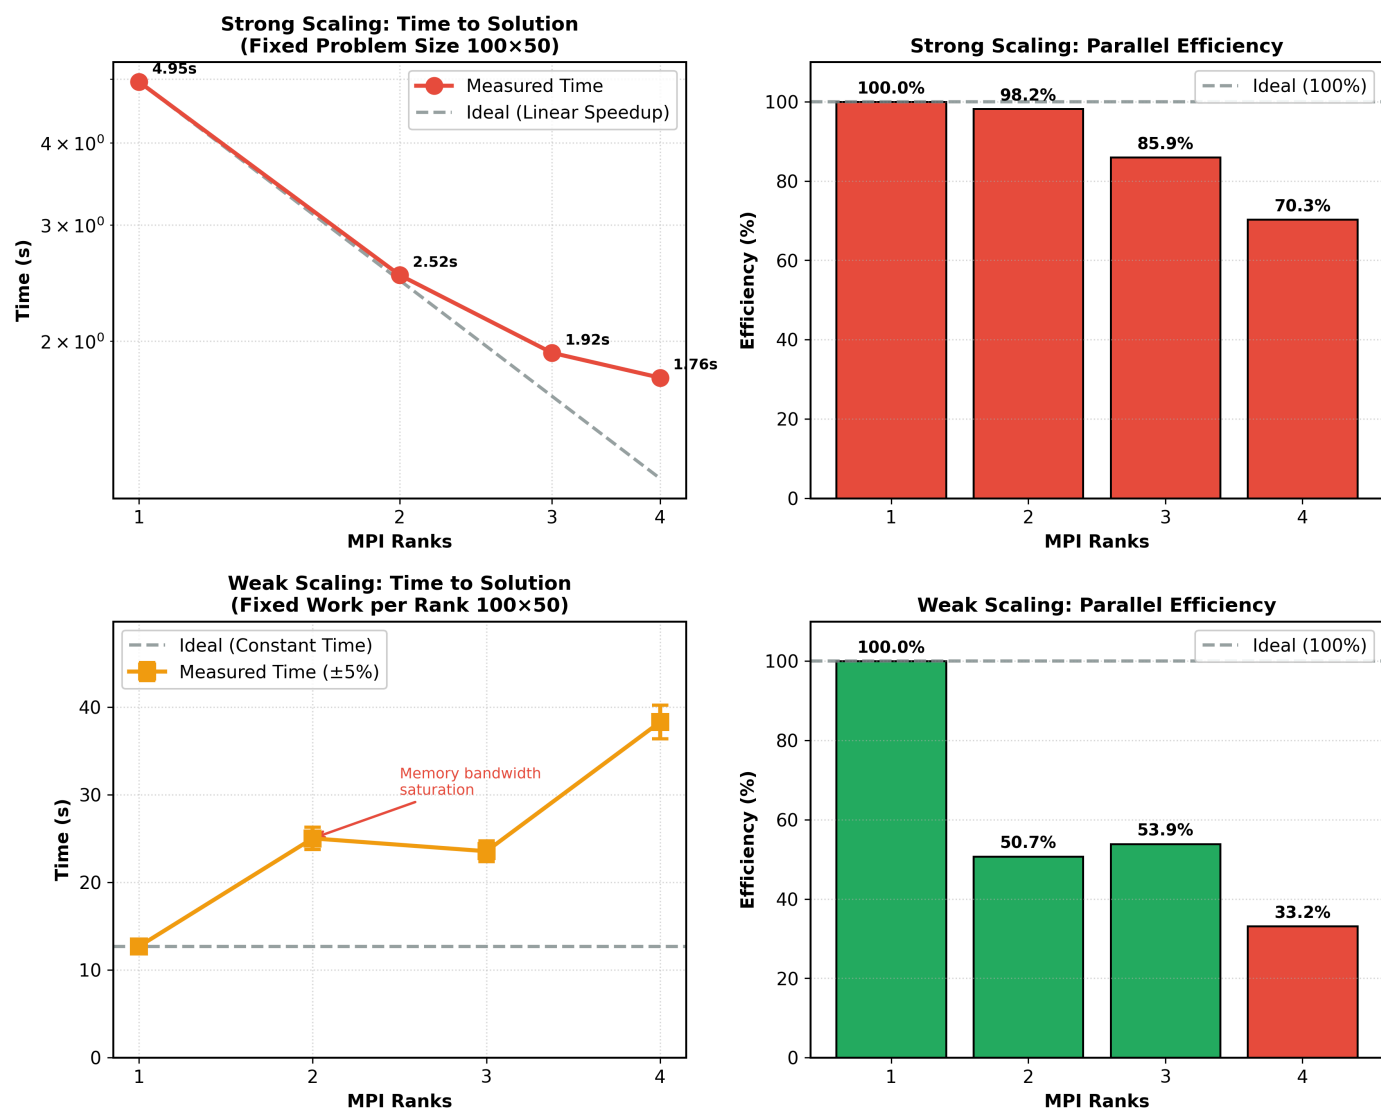 Strong Scaling: Time to Solution
(Fixed Problem Size 100×50)
4.95s
Measured Time
Ideal (Linear Speedup)
4 × 10⁰
3 × 10⁰
2 × 10⁰
2.52s
1.92s
1.76s
Time (s)
1 2 3 4
MPI Ranks
Strong Scaling: Parallel Efficiency
Ideal (100%)
100.0%
98.2%
85.9%
70.3%
100
80
60
40
20
0
Efficiency (%)
1 2 3 4
MPI Ranks
Weak Scaling: Time to Solution
(Fixed Work per Rank 100×50)
Ideal (Constant Time)
Measured Time (±5%)
Memory bandwidth
saturation
40
30
20
10
0
Time (s)
1 2 3 4
MPI Ranks
Weak Scaling: Parallel Efficiency
Ideal (100%)
100.0%
50.7%
53.9%
33.2%
100
80
60
40
20
0
Efficiency (%)
1 2 3 4
MPI Ranks